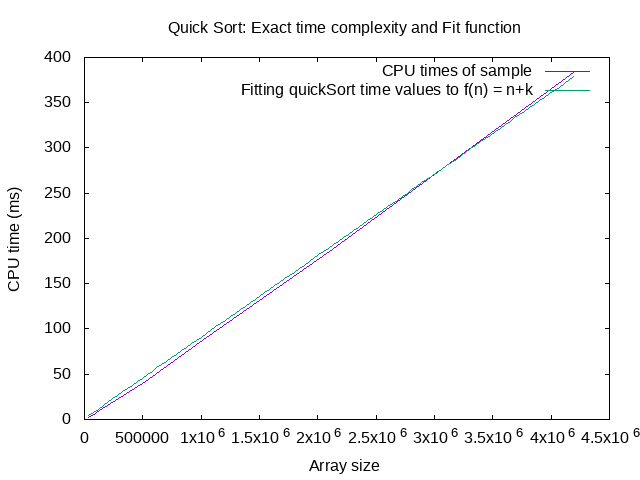 Quick Sort: Exact time complexity and Fit function
CPU times of sample
Fitting quickSort time values to f(n) = n+k
CPU time (ms)
400
350
300
250
200
150
100
50
0
0 500000 1x10 6 1.5x10 6 2x10 6 2.5x10 6 3x10 6 3.5x10 6 4x10 6 4.5x10 6
Array size